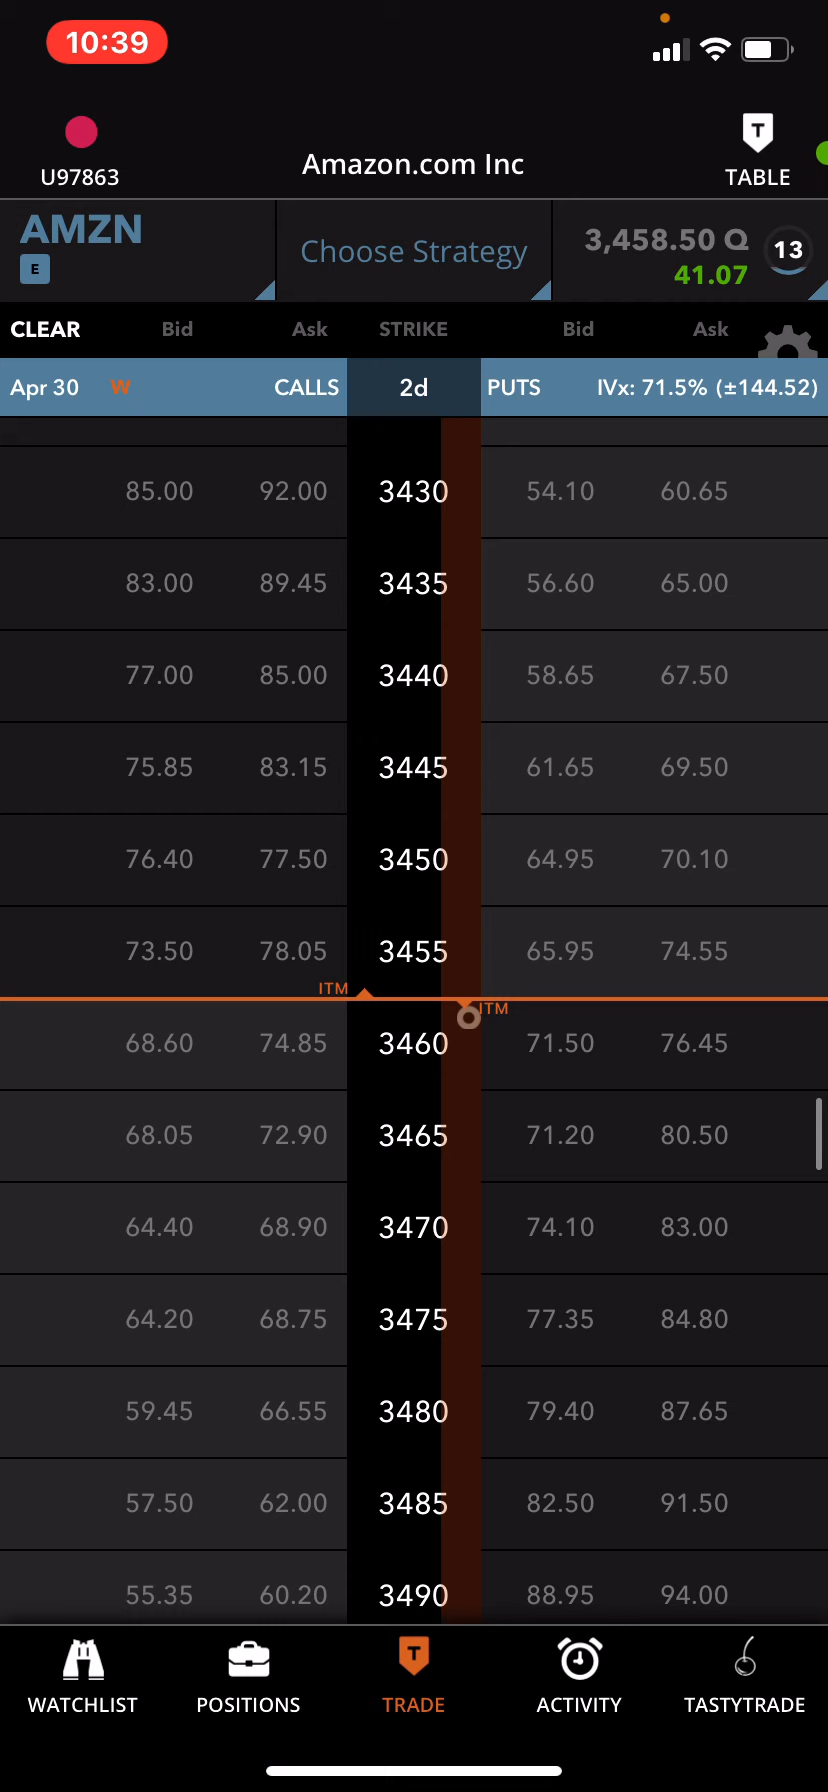 10:39
U97863
Amazon.com Inc
T
TABLE
AMZN
E
Choose Strategy
3,458.50 Q
41.07
13
CLEAR Bid Ask STRIKE Bid Ask
Apr 30 W CALLS 2d PUTS IVx: 71.5% (±144.52)
85.00 92.00 3430 54.10 60.65
83.00 89.45 3435 56.60 65.00
77.00 85.00 3440 58.65 67.50
75.85 83.15 3445 61.65 69.50
76.40 77.50 3450 64.95 70.10
73.50 78.05 3455 65.95 74.55
ITM
ITM
68.60 74.85 3460 71.50 76.45
68.05 72.90 3465 71.20 80.50
64.40 68.90 3470 74.10 83.00
64.20 68.75 3475 77.35 84.80
59.45 66.55 3480 79.40 87.65
57.50 62.00 3485 82.50 91.50
55.35 60.20 3490 88.95 94.00
T
WATCHLIST POSITIONS TRADE ACTIVITY TASTYTRADE